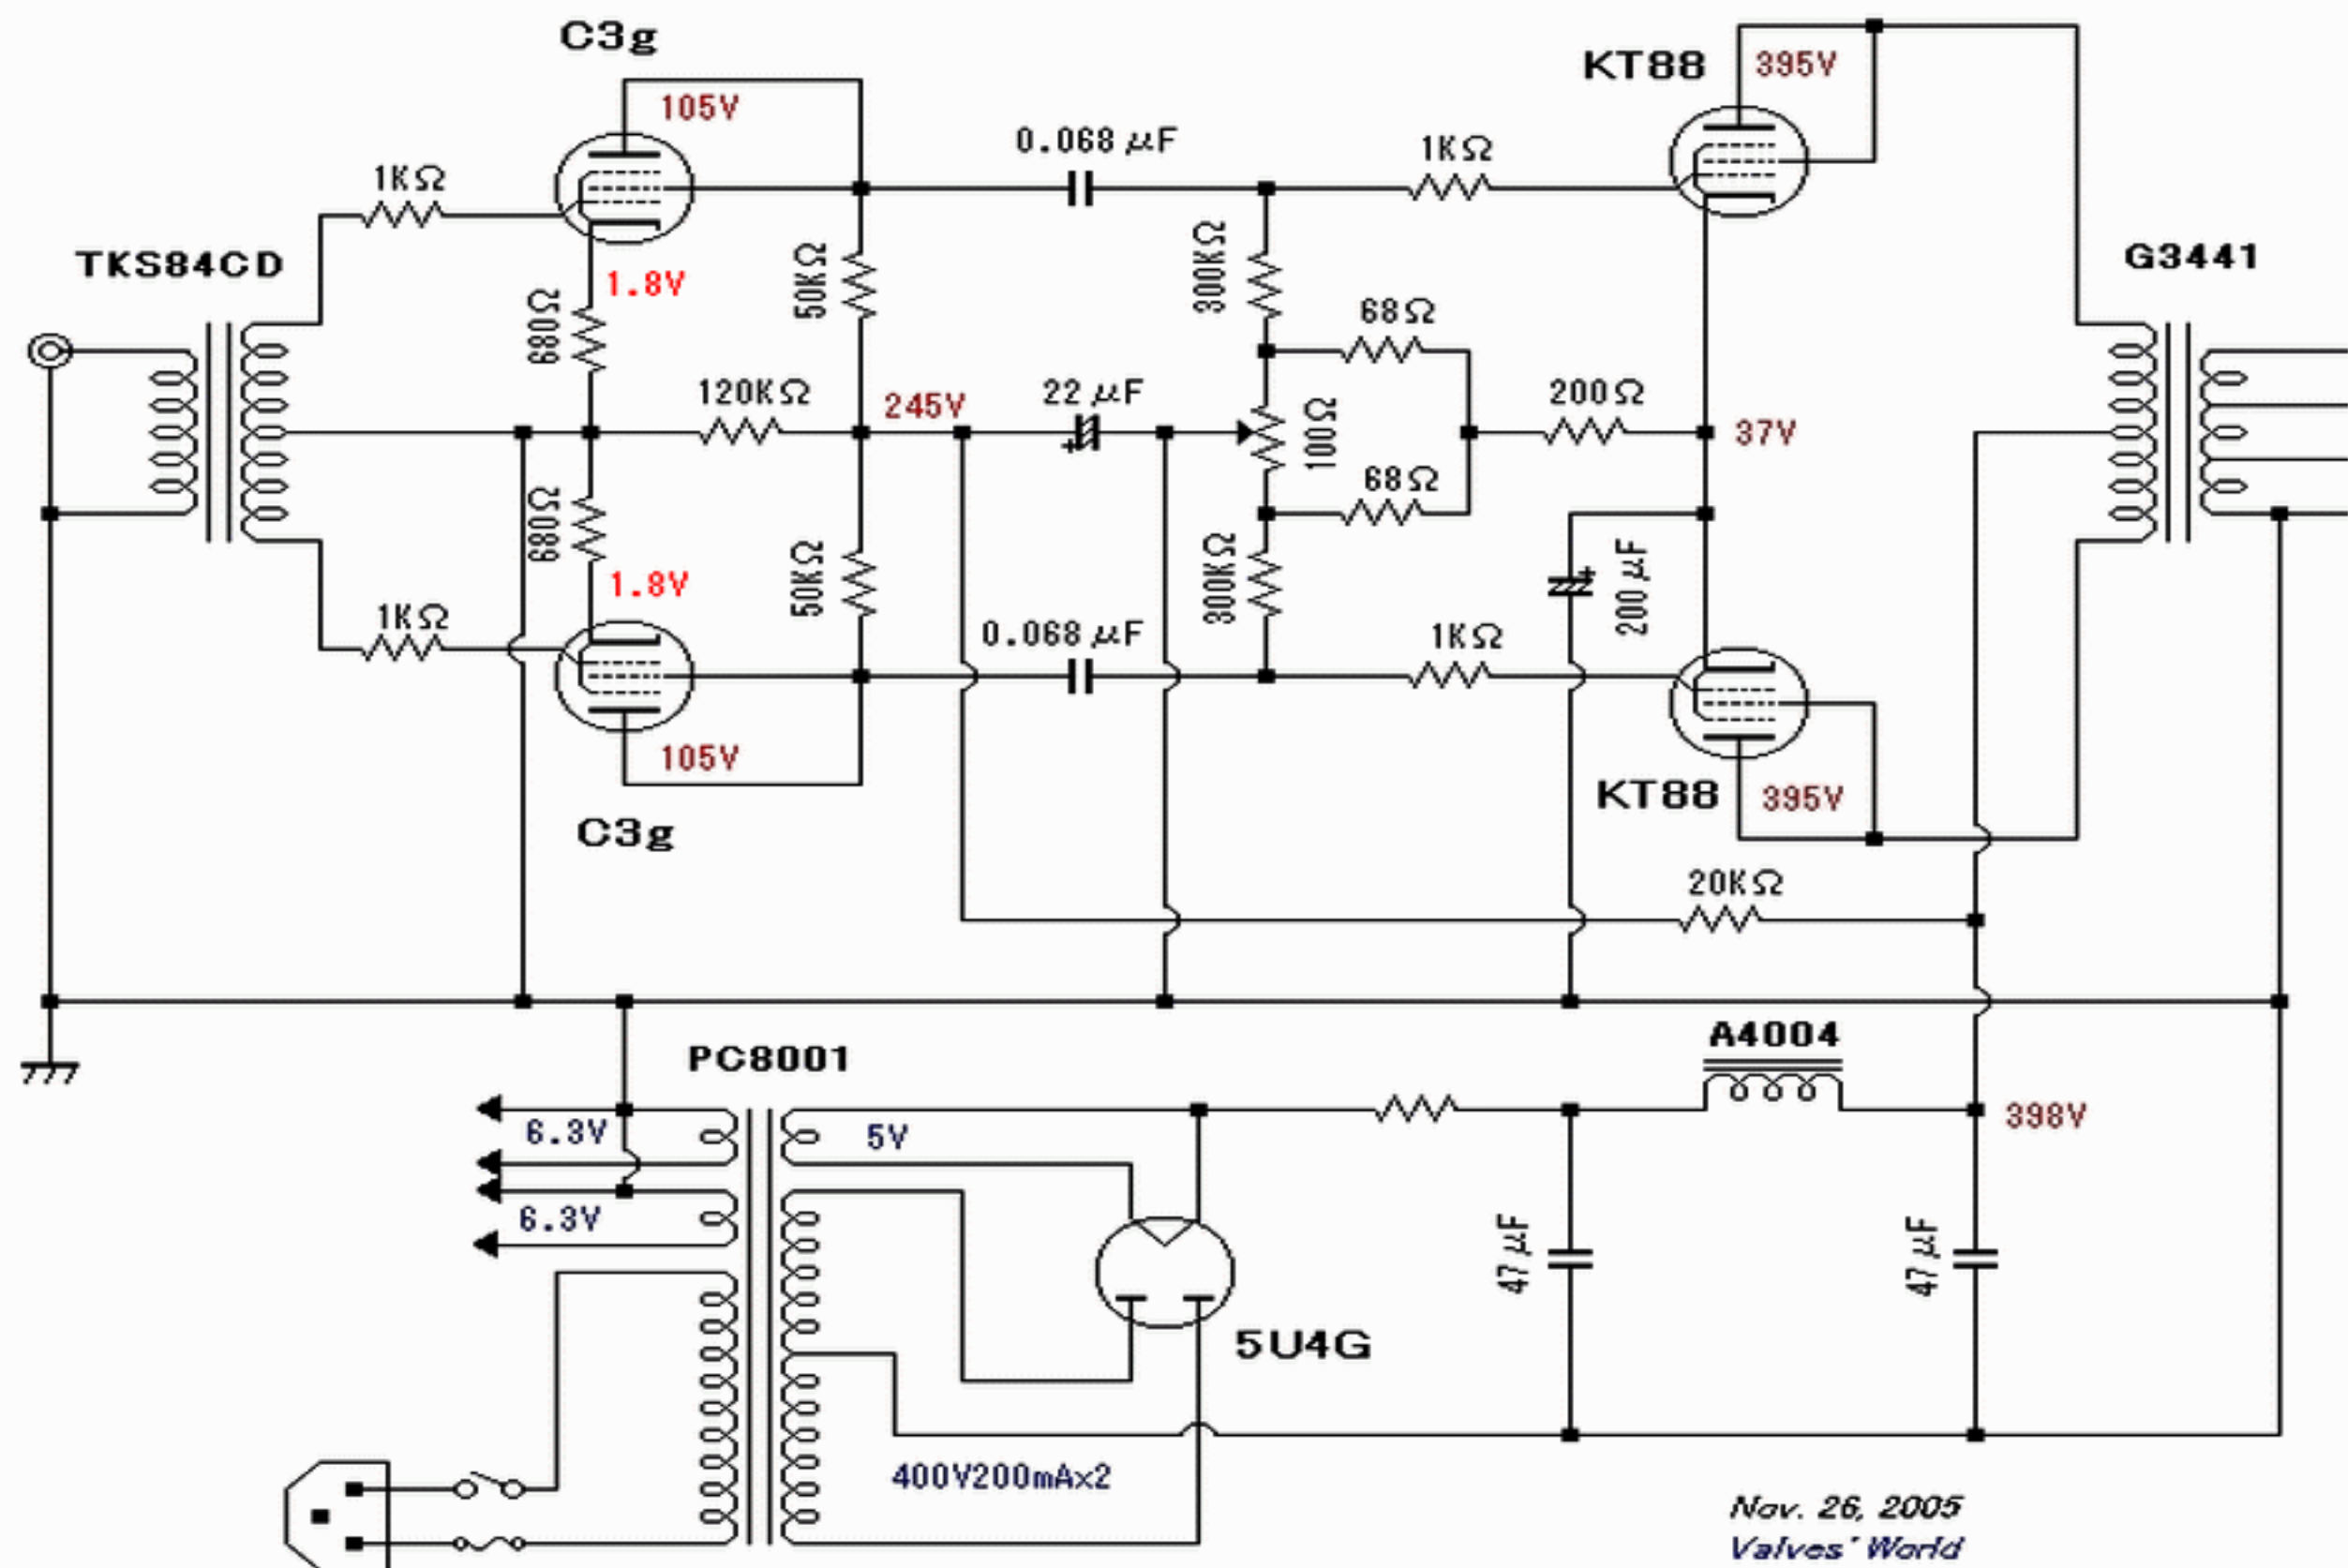 C3g
105V
KT88
395V
0.068 μF
1KΩ
1KΩ
TKS84CD
G3441
1.8V
680Ω
50KΩ
300KΩ
68Ω
120KΩ
245V
22 μF
100Ω
200Ω
37V
68Ω
680Ω
1.8V
50KΩ
300KΩ
200 μF
1KΩ
0.068 μF
1KΩ
105V
C3g
KT88
395V
20KΩ
A4004
PC8001
6.3V
5V
398V
6.3V
47 μF
47 μF
5U4G
400V200mAx2
Nov. 26, 2005
Valves' World